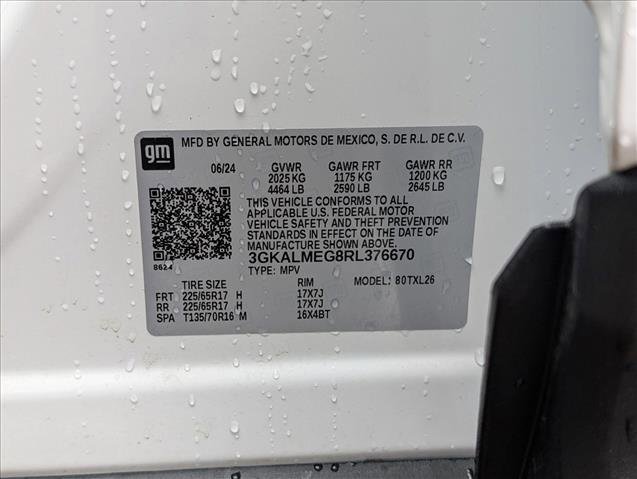 gm
MFD BY GENERAL MOTORS DE MEXICO, S. DE R.L. DE C.V.
06/24 GVWR GAWR FRT GAWR RR
2025 KG 1175 KG 1200 KG
4464 LB 2590 LB 2645 LB
THIS VEHICLE CONFORMS TO ALL
APPLICABLE U.S. FEDERAL MOTOR
VEHICLE SAFETY AND THEFT PREVENTION
STANDARDS IN EFFECT ON THE DATE OF
MANUFACTURE SHOWN ABOVE.
3GKALMEG8RL376670
8624
TYPE: MPV MODEL: 80TXL26
TIRE SIZE RIM
FRT 225/65R17 H 17X7J
RR 225/65R17 H 17X7J
SPA T135/70R16 M 16X4BT